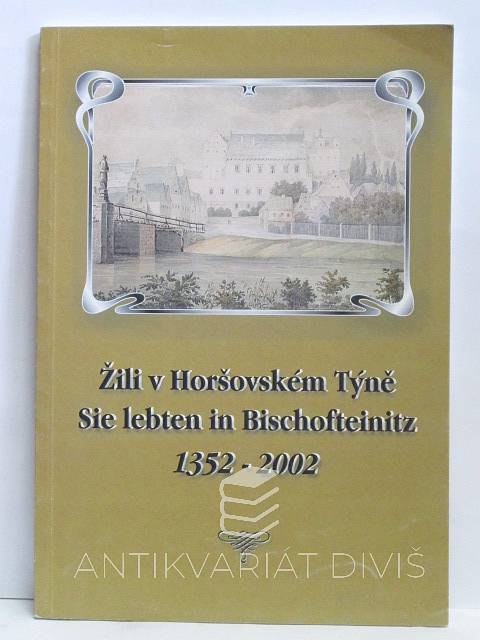 Žili v Horšovském Týně
Sie lebten in Bischofteinitz
1352 - 2002
ANTIKVARIÁT DIVIŠ